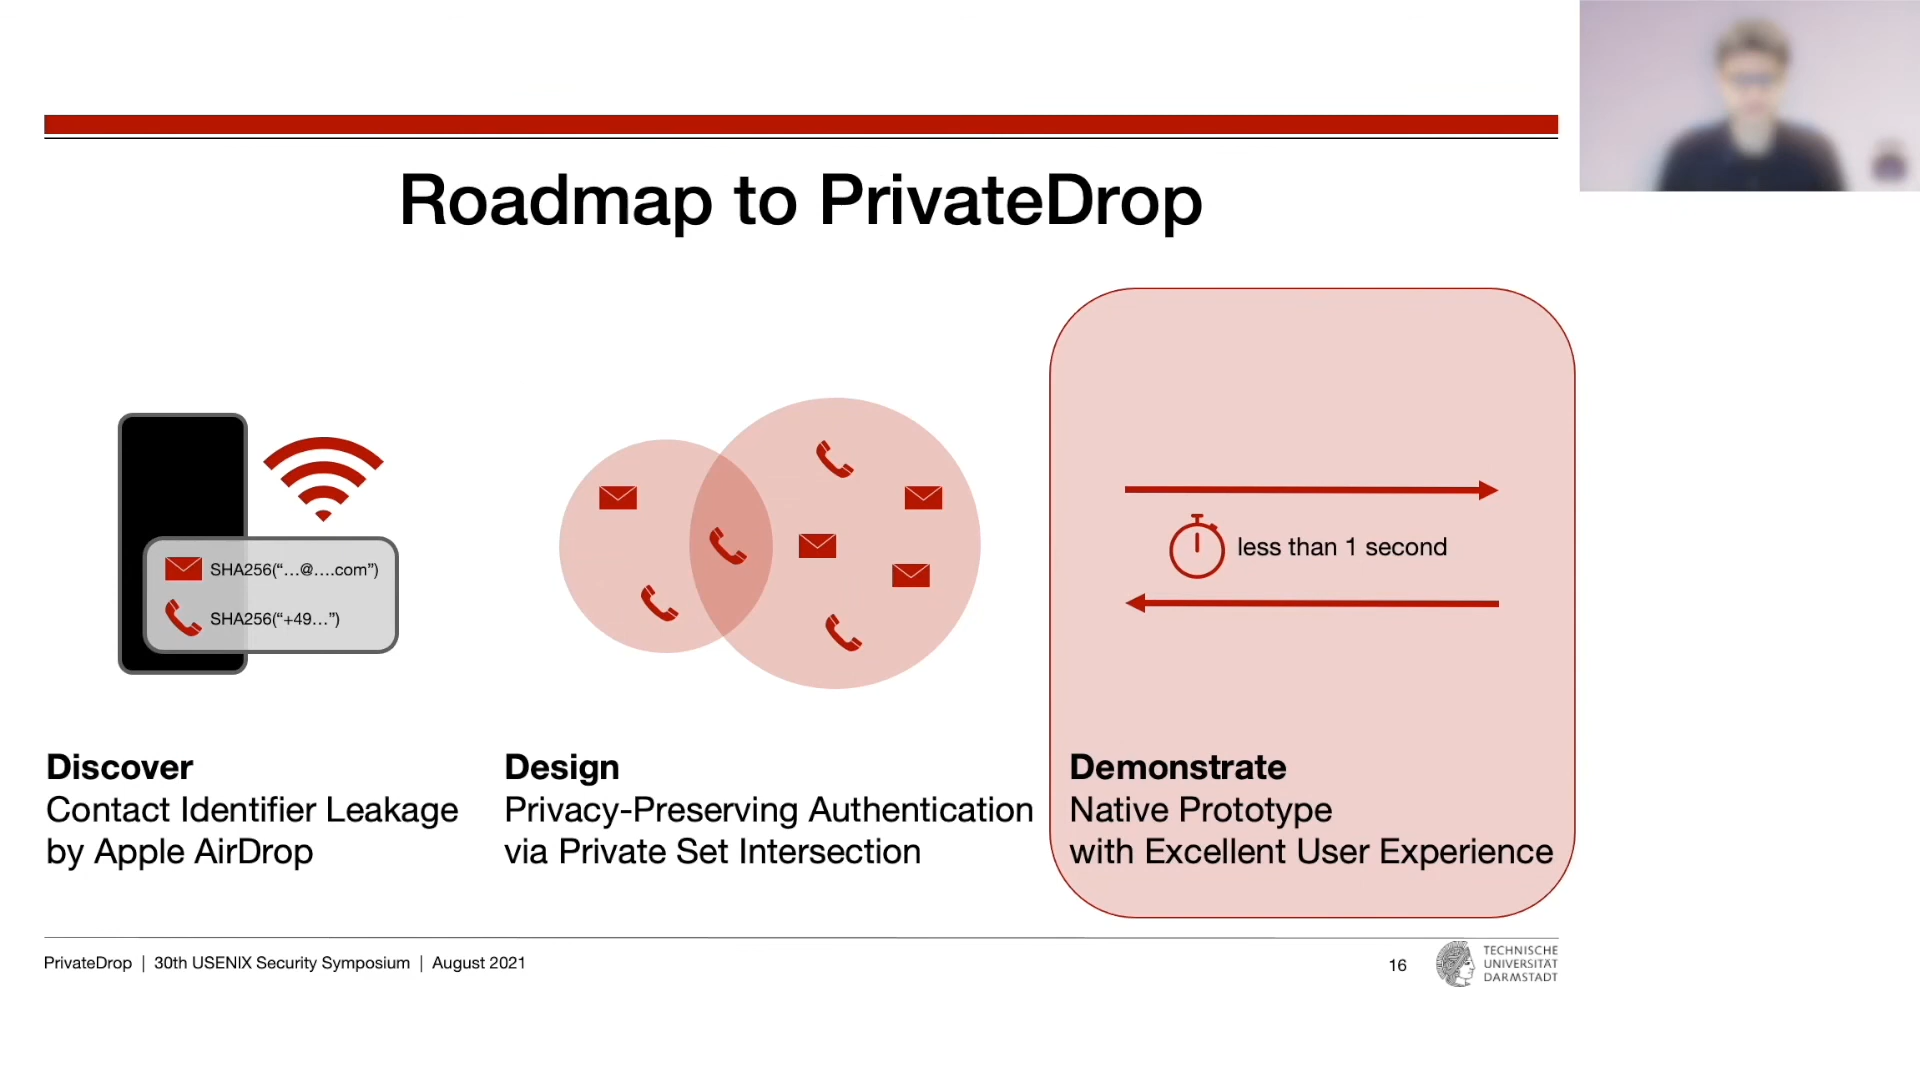 Roadmap to PrivateDrop
SHA256(“...@....com”)
SHA256(“+49...”)
less than 1 second
Discover
Contact Identifier Leakage
by Apple AirDrop
Design
Privacy-Preserving Authentication
via Private Set Intersection
Demonstrate
Native Prototype
with Excellent User Experience
PrivateDrop | 30th USENIX Security Symposium | August 2021
16
TECHNISCHE
UNIVERSITÄT
DARMSTADT